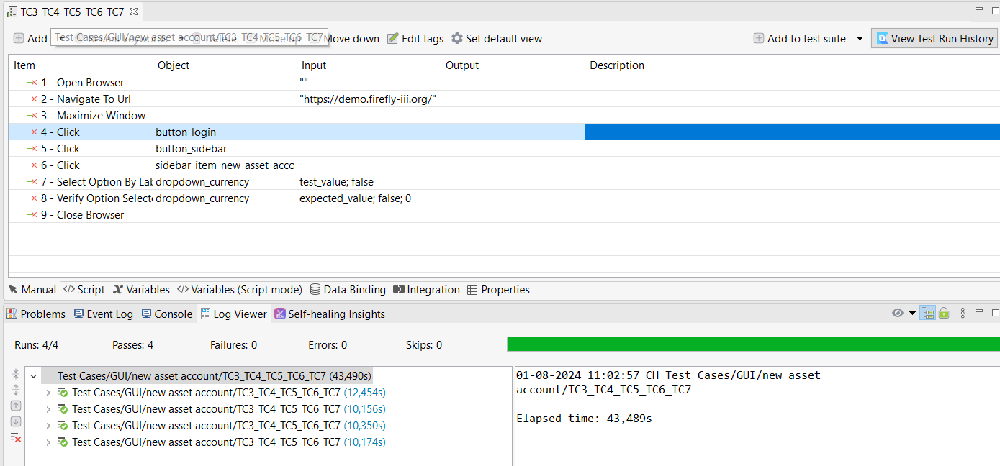 TC3_TC4_TC5_TC6_TC7
Add Test Cases/GUI/new asset account/TC3_TC4_TC5_TC6_TC7 Move down Edit tags Set default view Add to test suite View Test Run History
Item Object Input Output Description
1 - Open Browser ""
2 - Navigate To Url "https://demo.firefly-iii.org/"
3 - Maximize Window
4 - Click button_login
5 - Click button_sidebar
6 - Click sidebar_item_new_asset_acco
7 - Select Option By Lab dropdown_currency test_value; false
8 - Verify Option Selecte dropdown_currency expected_value; false; 0
9 - Close Browser
Manual </> Script Variables </> Variables (Script mode) Data Binding Integration Properties
Problems Event Log Console Log Viewer Self-healing Insights
Runs: 4/4 Passes: 4 Failures: 0 Errors: 0 Skips: 0
Test Cases/GUI/new asset account/TC3_TC4_TC5_TC6_TC7 (43,490s)
Test Cases/GUI/new asset account/TC3_TC4_TC5_TC6_TC7 (12,454s)
Test Cases/GUI/new asset account/TC3_TC4_TC5_TC6_TC7 (10,156s)
Test Cases/GUI/new asset account/TC3_TC4_TC5_TC6_TC7 (10,350s)
Test Cases/GUI/new asset account/TC3_TC4_TC5_TC6_TC7 (10,174s)
01-08-2024 11:02:57 CH Test Cases/GUI/new asset
account/TC3_TC4_TC5_TC6_TC7
Elapsed time: 43,489s